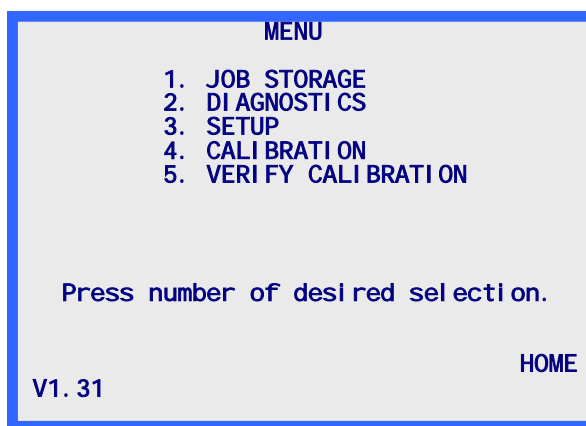 MENU
1. JOB STORAGE
2. DIAGNOSTICS
3. SETUP
4. CALIBRATION
5. VERIFY CALIBRATION
Press number of desired selection.
HOME
V1.31